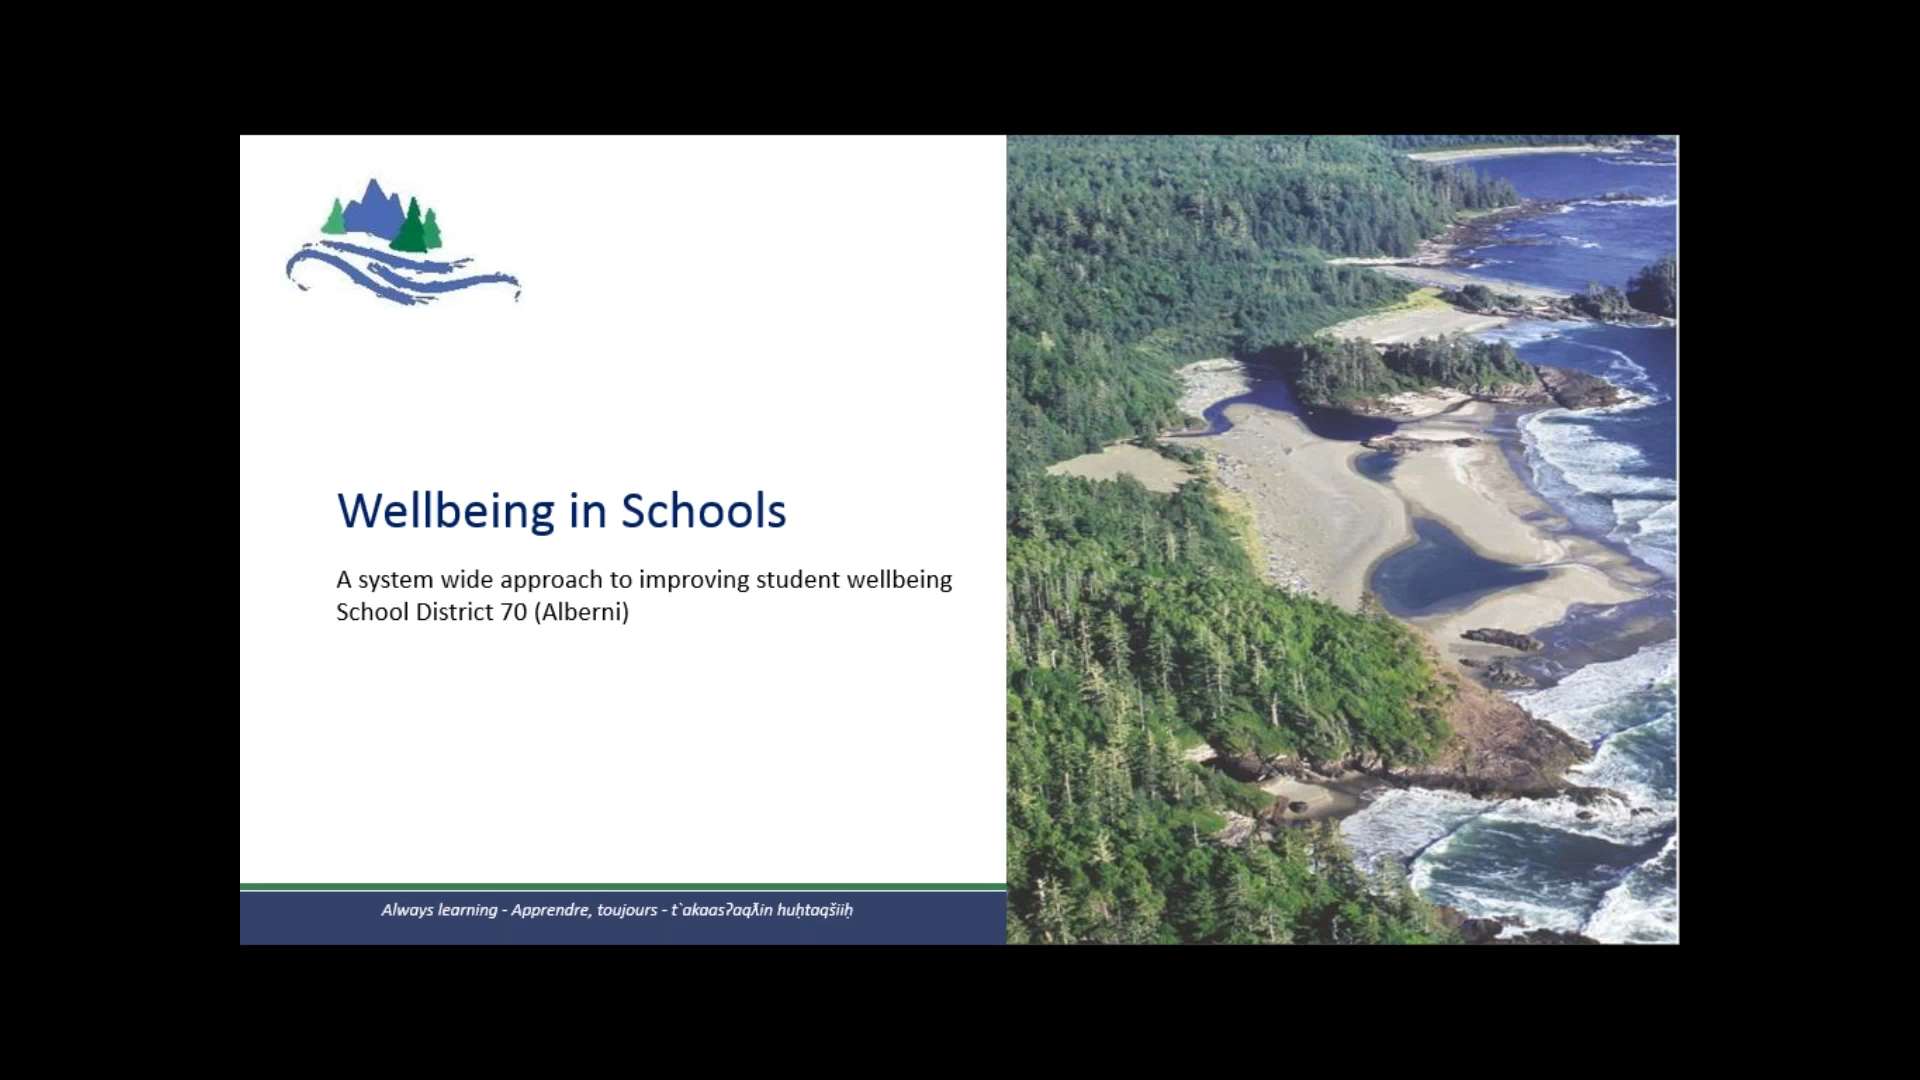 Wellbeing in Schools
A system wide approach to improving student wellbeing
School District 70 (Alberni)
Always learning - Apprendre, toujours - t̓akaasʔaqƛin huḥtaqšiiḥ